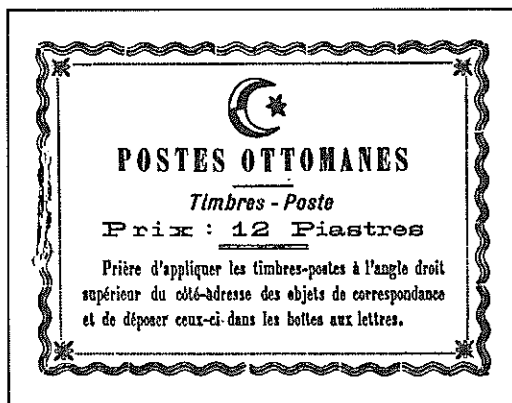 POSTES OTTOMANES
Timbres - Poste
Prix : 12 Piastres
Prière d'appliquer les timbres-postes à l'angle droit
supérieur du côté-adresse des objets de correspondance
et de déposer ceux-ci dans les boîtes aux lettres.